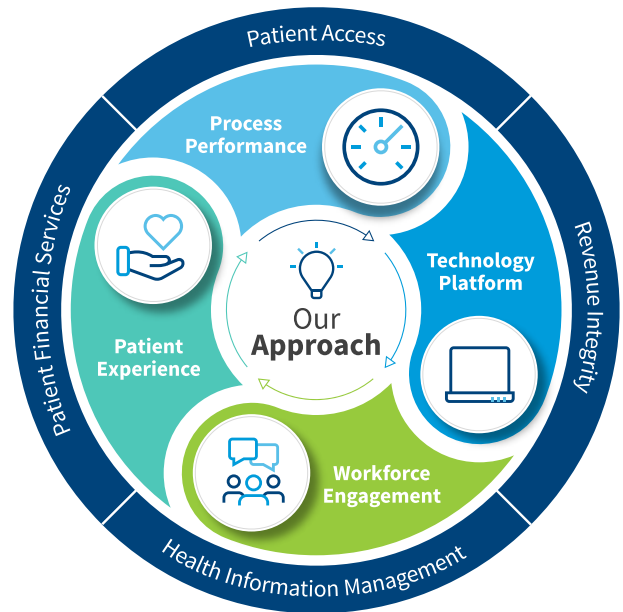 Patient Access
Process
Performance
Technology
Platform
Revenue Integrity
Our
Approach
Patient Financial Services
Patient
Experience
Workforce
Engagement
Health Information Management